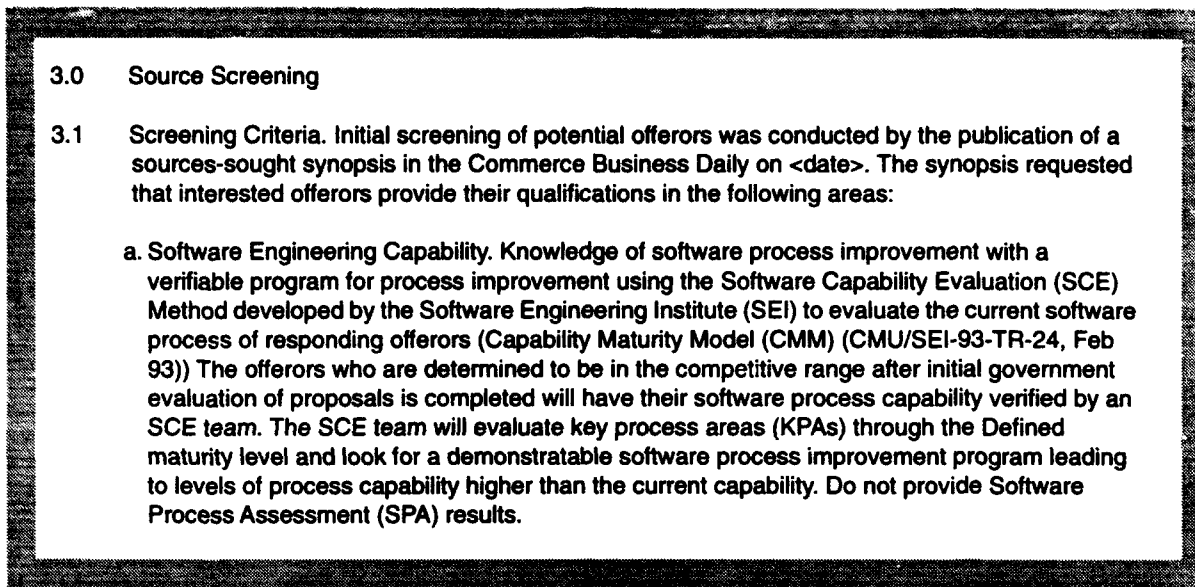 3.0 Source Screening
3.1 Screening Criteria. Initial screening of potential offerors was conducted by the publication of a
sources-sought synopsis in the Commerce Business Daily on <date>. The synopsis requested
that interested offerors provide their qualifications in the following areas:
a. Software Engineering Capability. Knowledge of software process improvement with a
verifiable program for process improvement using the Software Capability Evaluation (SCE)
Method developed by the Software Engineering Institute (SEI) to evaluate the current software
process of responding offerors (Capability Maturity Model (CMM) (CMU/SEI-93-TR-24, Feb
93)) The offerors who are determined to be in the competitive range after initial government
evaluation of proposals is completed will have their software process capability verified by an
SCE team. The SCE team will evaluate key process areas (KPAs) through the Defined
maturity level and look for a demonstratable software process improvement program leading
to levels of process capability higher than the current capability. Do not provide Software
Process Assessment (SPA) results.